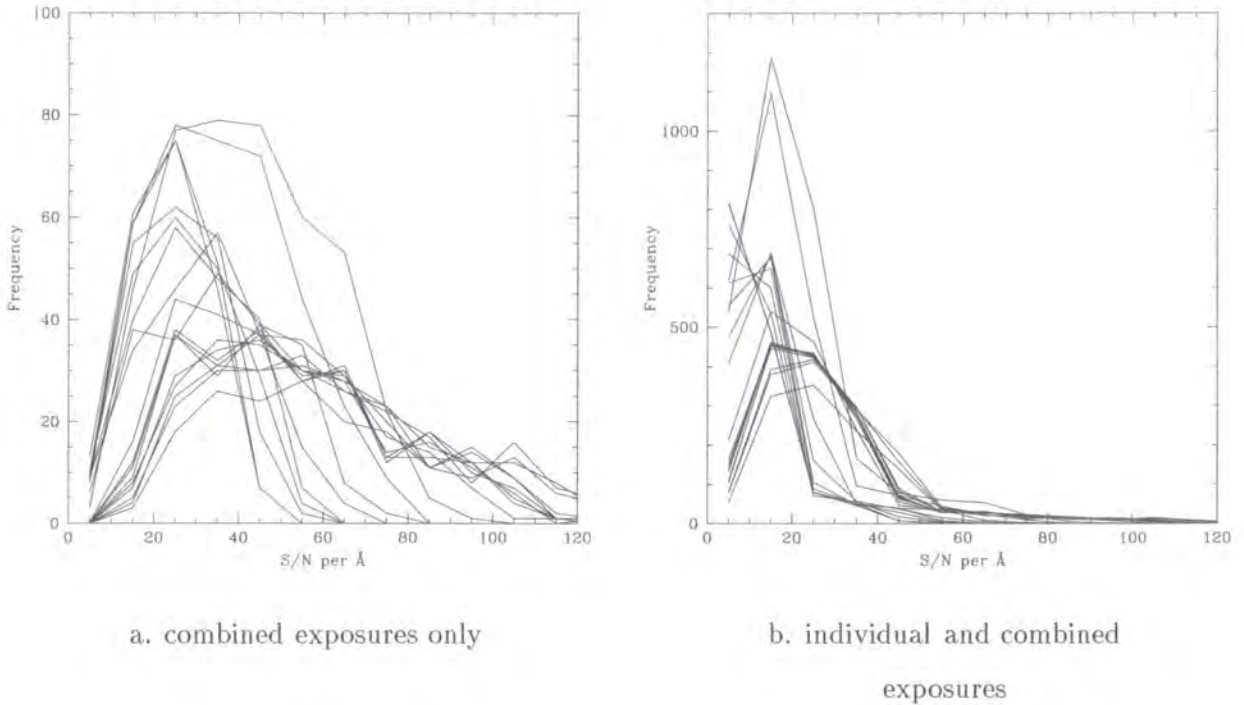 100
80
60
40
20
0
Frequency
0 20 40 60 80 100 120
S/N per Å
a. combined exposures only
1000
500
0
Frequency
0 20 40 60 80 100 120
S/N per Å
b. individual and combined
exposures